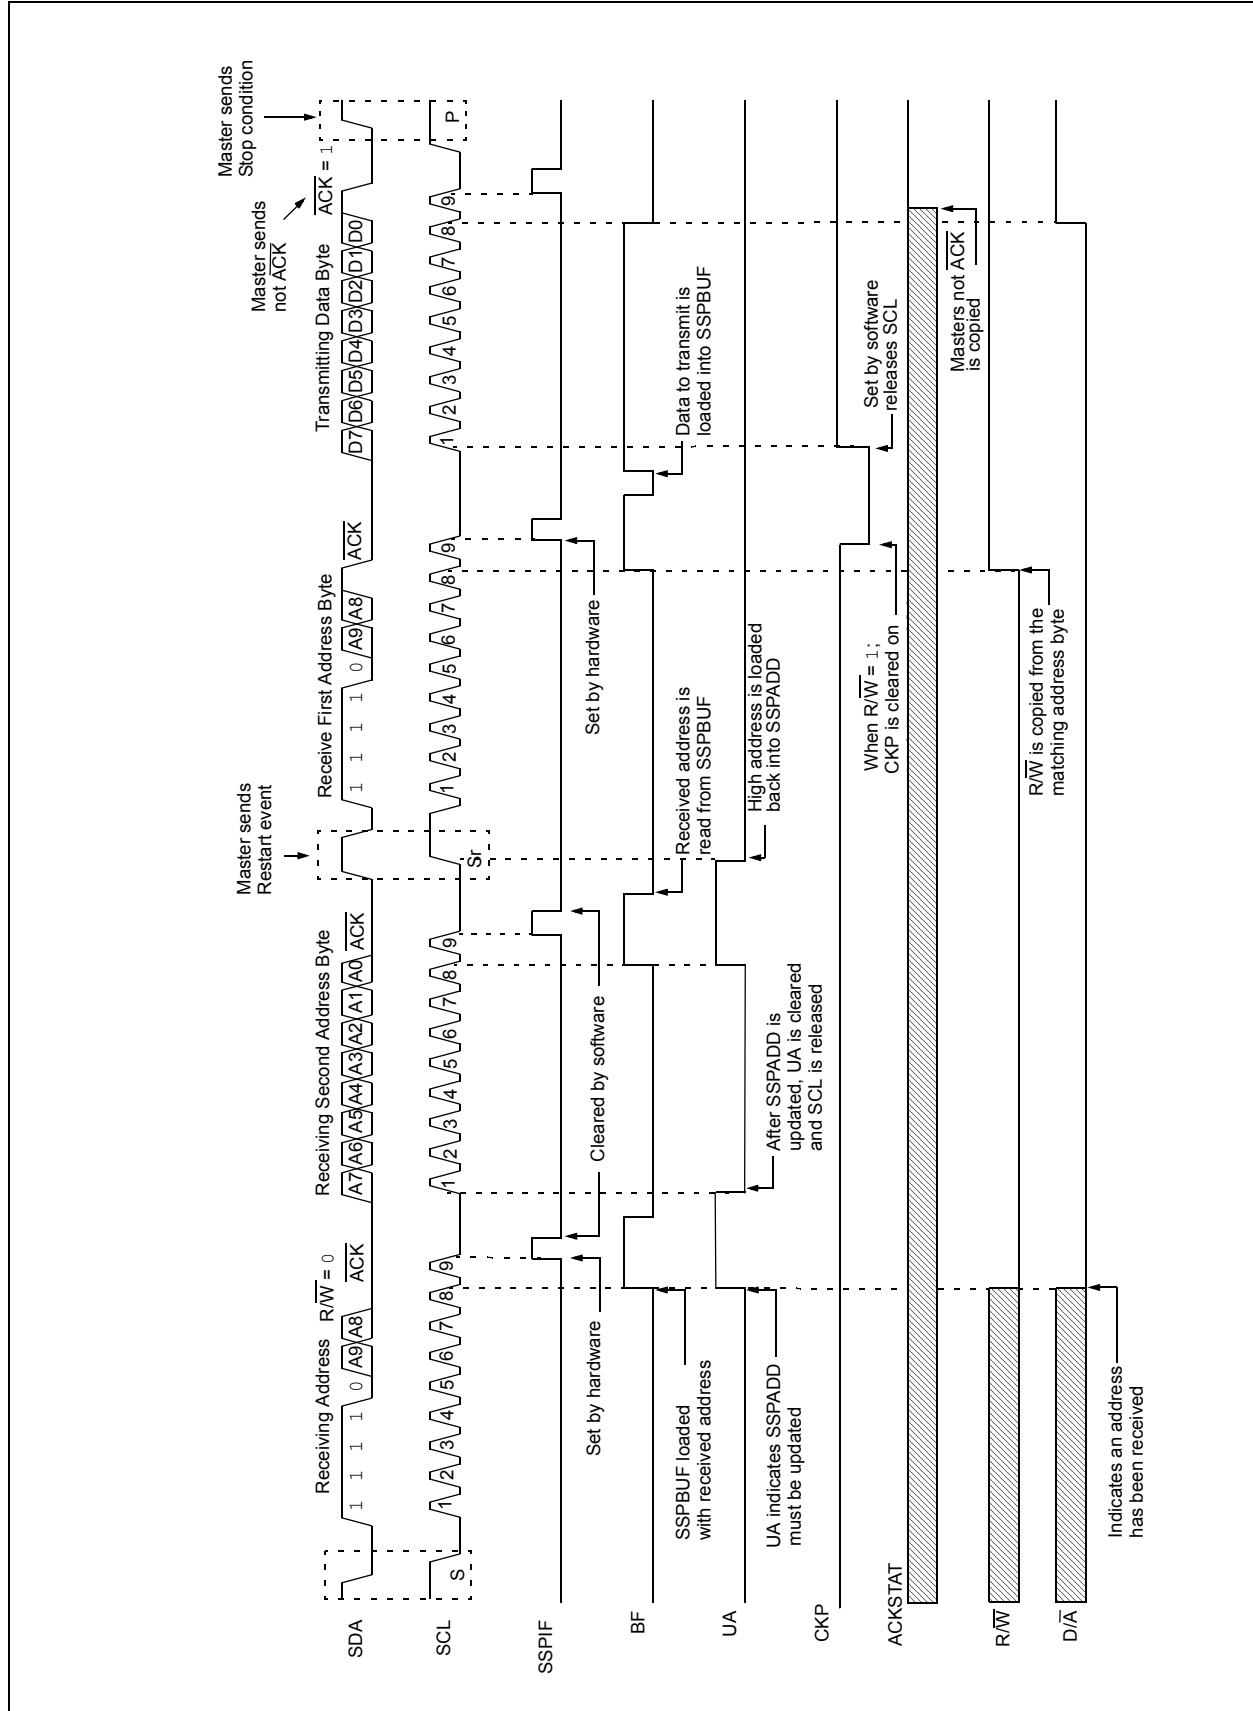 Master sends
Restart event
Master sends
not ACK
Master sends
Stop condition
Receiving Address R/W = 0
Receiving Second Address Byte
Receive First Address Byte
Transmitting Data Byte
ACK = 1
SDA
1 1 1 1 0 A9 A8 ACK
A7 A6 A5 A4 A3 A2 A1 A0 ACK
1 1 1 1 0 A9 A8 ACK
D7 D6 D5 D4 D3 D2 D1 D0
SCL
S
1 2 3 4 5 6 7 8 9
1 2 3 4 5 6 7 8 9
Sr
1 2 3 4 5 6 7 8 9
1 2 3 4 5 6 7 8 9
P
SSPIF
Set by hardware
Cleared by software
Set by hardware
BF
SSPBUF loaded
with received address
Received address is
read from SSPBUF
Data to transmit is
loaded into SSPBUF
UA
UA indicates SSPADD
must be updated
After SSPADD is
updated, UA is cleared
and SCL is released
High address is loaded
back into SSPADD
CKP
When R/W = 1;
CKP is cleared on
Set by software
releases SCL
ACKSTAT
Masters not ACK
is copied
R/W
R/W is copied from the
matching address byte
D/A
Indicates an address
has been received